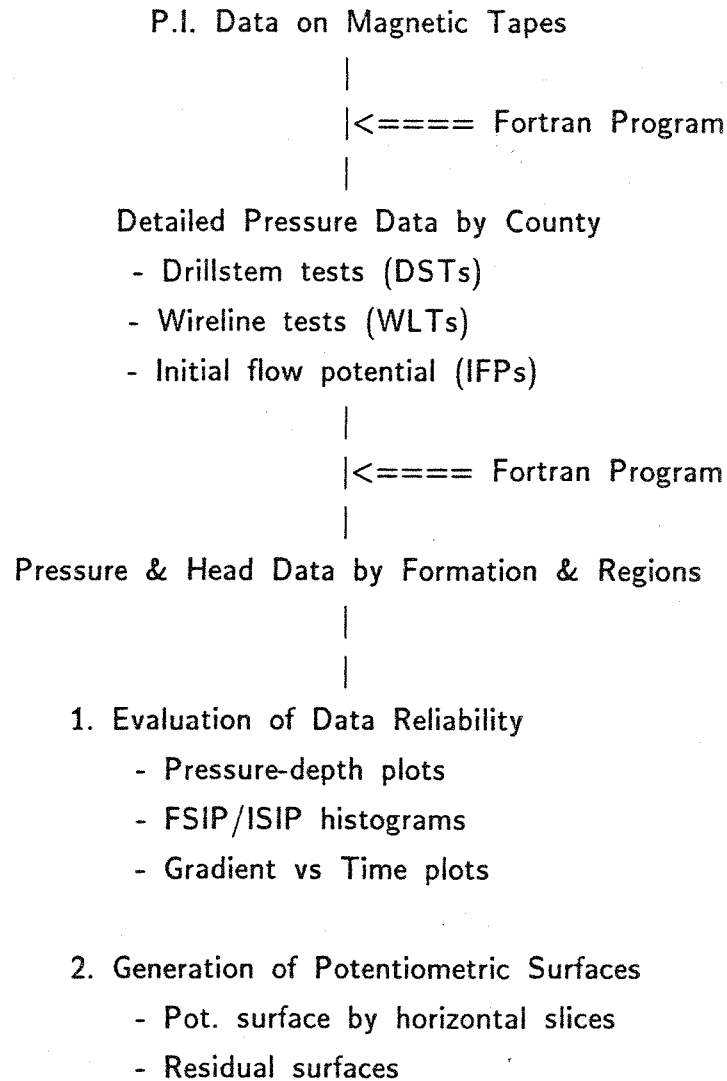 P.I. Data on Magnetic Tapes
|
|<==== Fortran Program
|
Detailed Pressure Data by County
- Drillstem tests (DSTs)
- Wireline tests (WLTs)
- Initial flow potential (IFPs)
|
|<==== Fortran Program
|
Pressure & Head Data by Formation & Regions
|
|
1. Evaluation of Data Reliability
- Pressure-depth plots
- FSIP/ISIP histograms
- Gradient vs Time plots
2. Generation of Potentiometric Surfaces
- Pot. surface by horizontal slices
- Residual surfaces